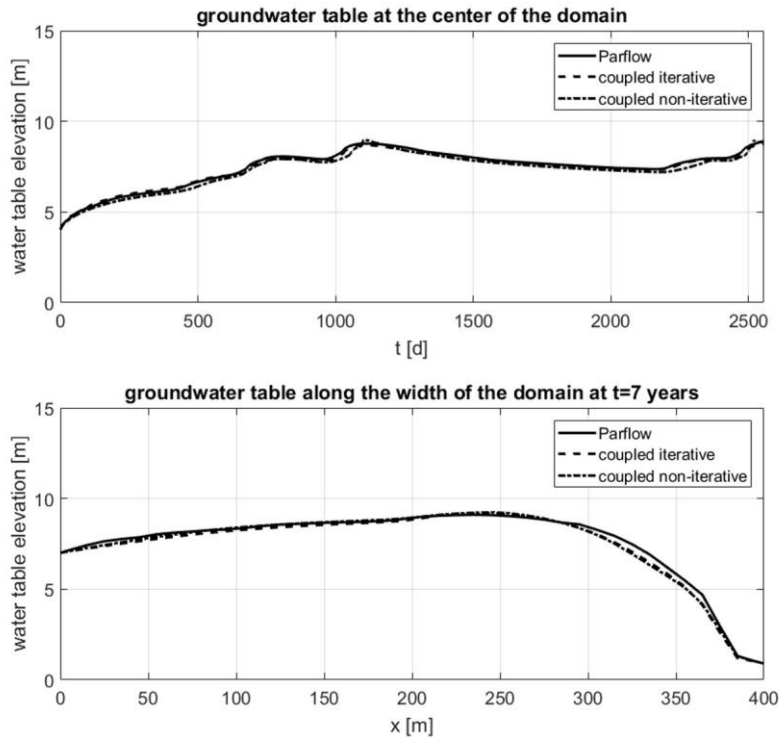 groundwater table at the center of the domain
15
10
5
0
water table elevation [m]
Parflow
coupled iterative
coupled non-iterative
0 500 1000 1500 2000 2500
t [d]
groundwater table along the width of the domain at t=7 years
15
10
5
0
water table elevation [m]
Parflow
coupled iterative
coupled non-iterative
0 50 100 150 200 250 300 350 400
x [m]